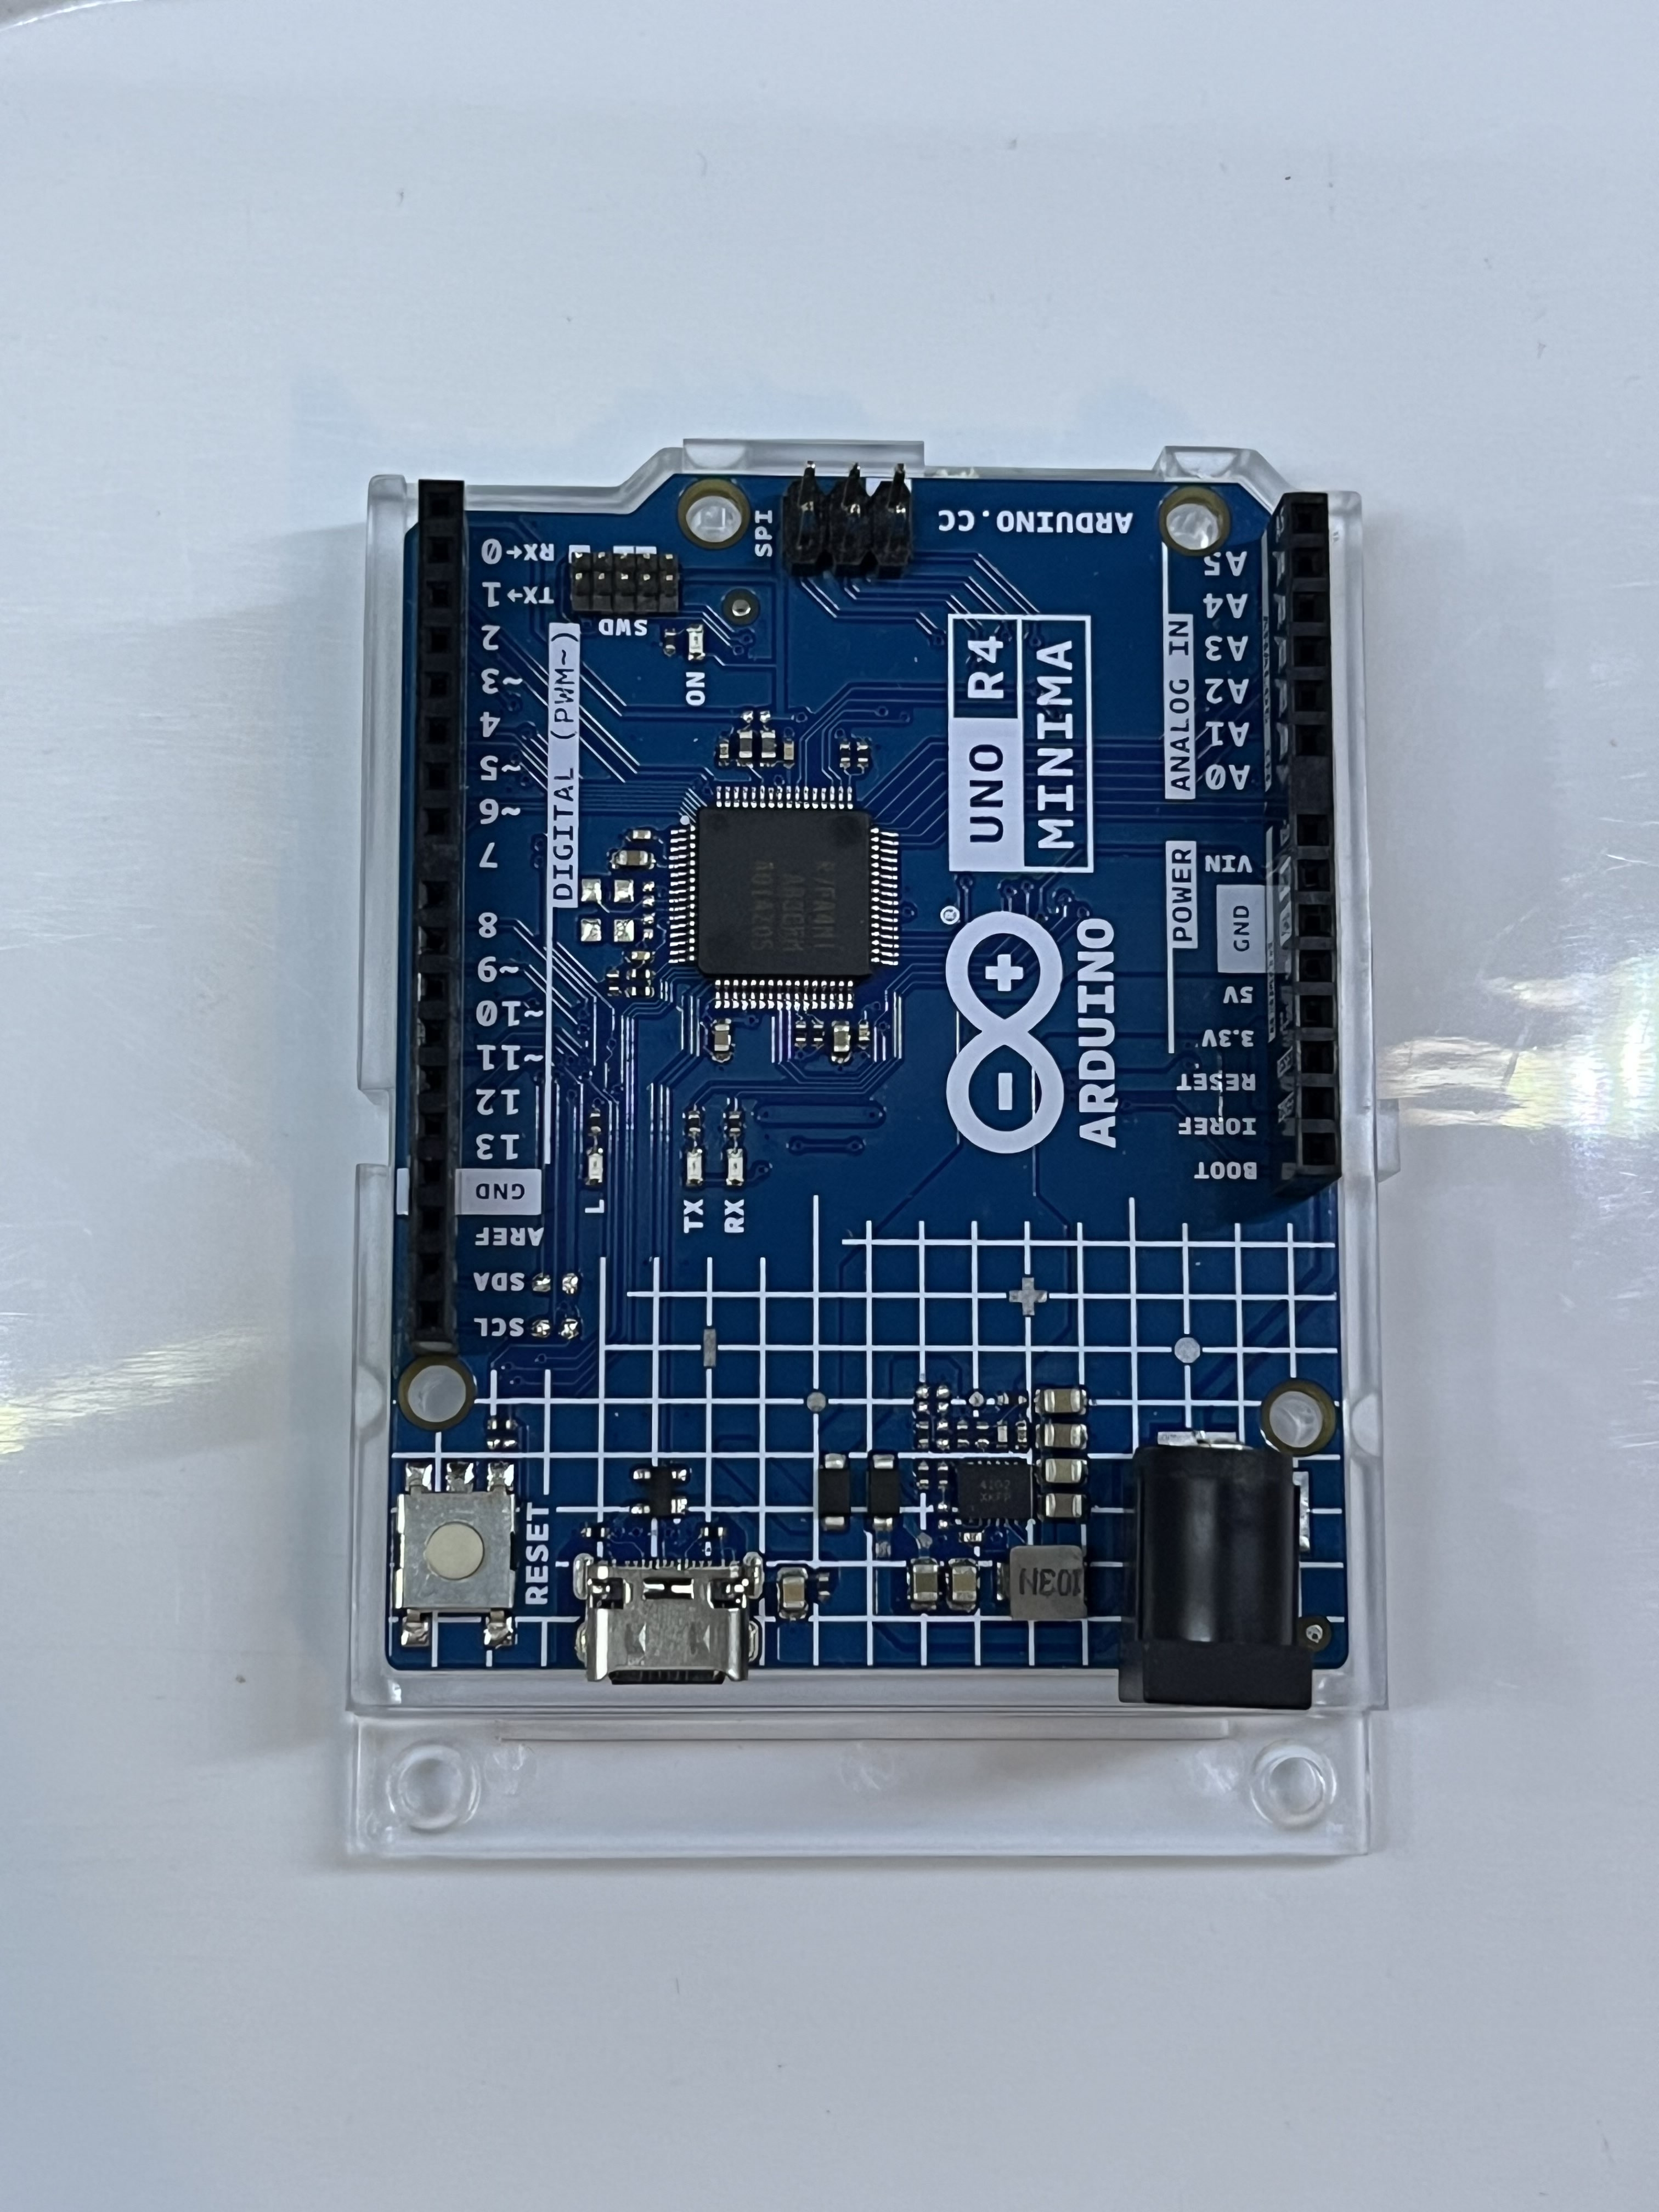 RX←0
TX→1
2
~3
4
~5
~6
7
8
~9
~10
~11
12
13
GND
AREF
SDA
SCL
DIGITAL (PWM~)
SWD
SPI
ON
L
TX
RX
RESET
ARDUINO.CC
UNO R4
MINIMA
®
ARDUINO
ANALOG IN
A5
A4
A3
A2
A1
A0
POWER
VIN
GND
5V
3.3V
RESET
IOREF
BOOT
103N